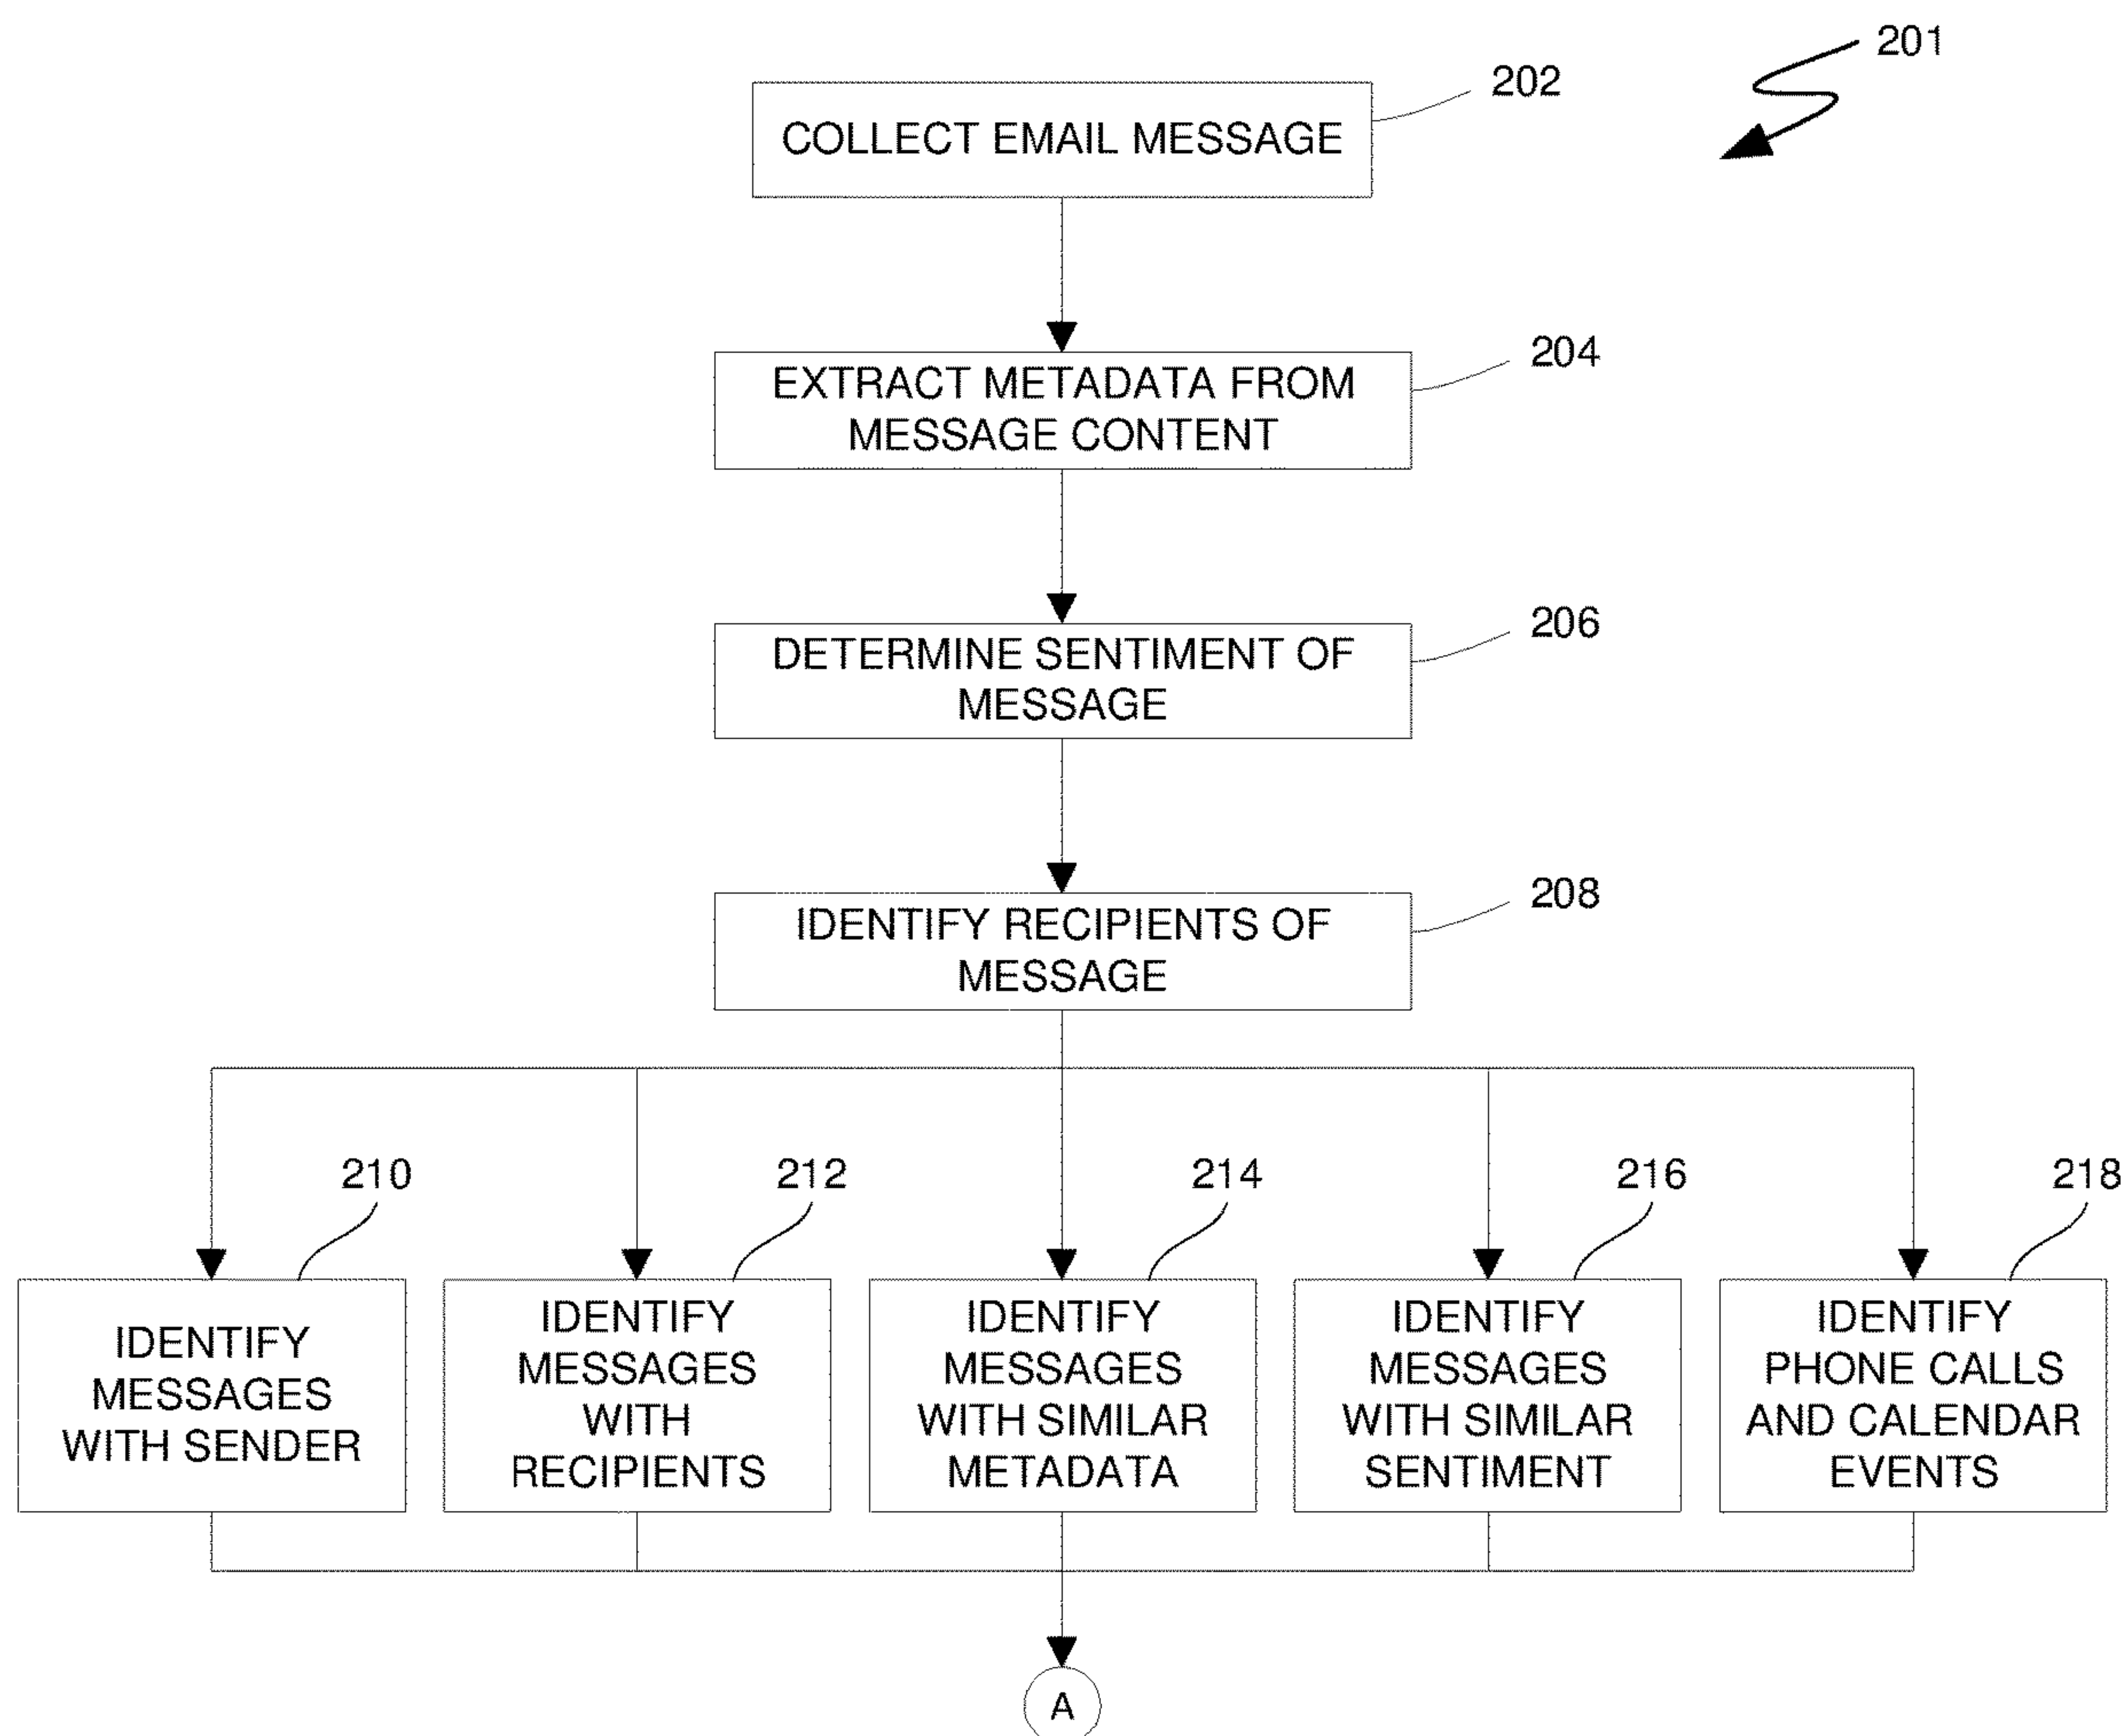 201
202
COLLECT EMAIL MESSAGE
204
EXTRACT METADATA FROM
MESSAGE CONTENT
206
DETERMINE SENTIMENT OF
MESSAGE
208
IDENTIFY RECIPIENTS OF
MESSAGE
210
IDENTIFY
MESSAGES
WITH SENDER
212
IDENTIFY
MESSAGES
WITH
RECIPIENTS
214
IDENTIFY
MESSAGES
WITH SIMILAR
METADATA
216
IDENTIFY
MESSAGES
WITH SIMILAR
SENTIMENT
218
IDENTIFY
PHONE CALLS
AND CALENDAR
EVENTS
A